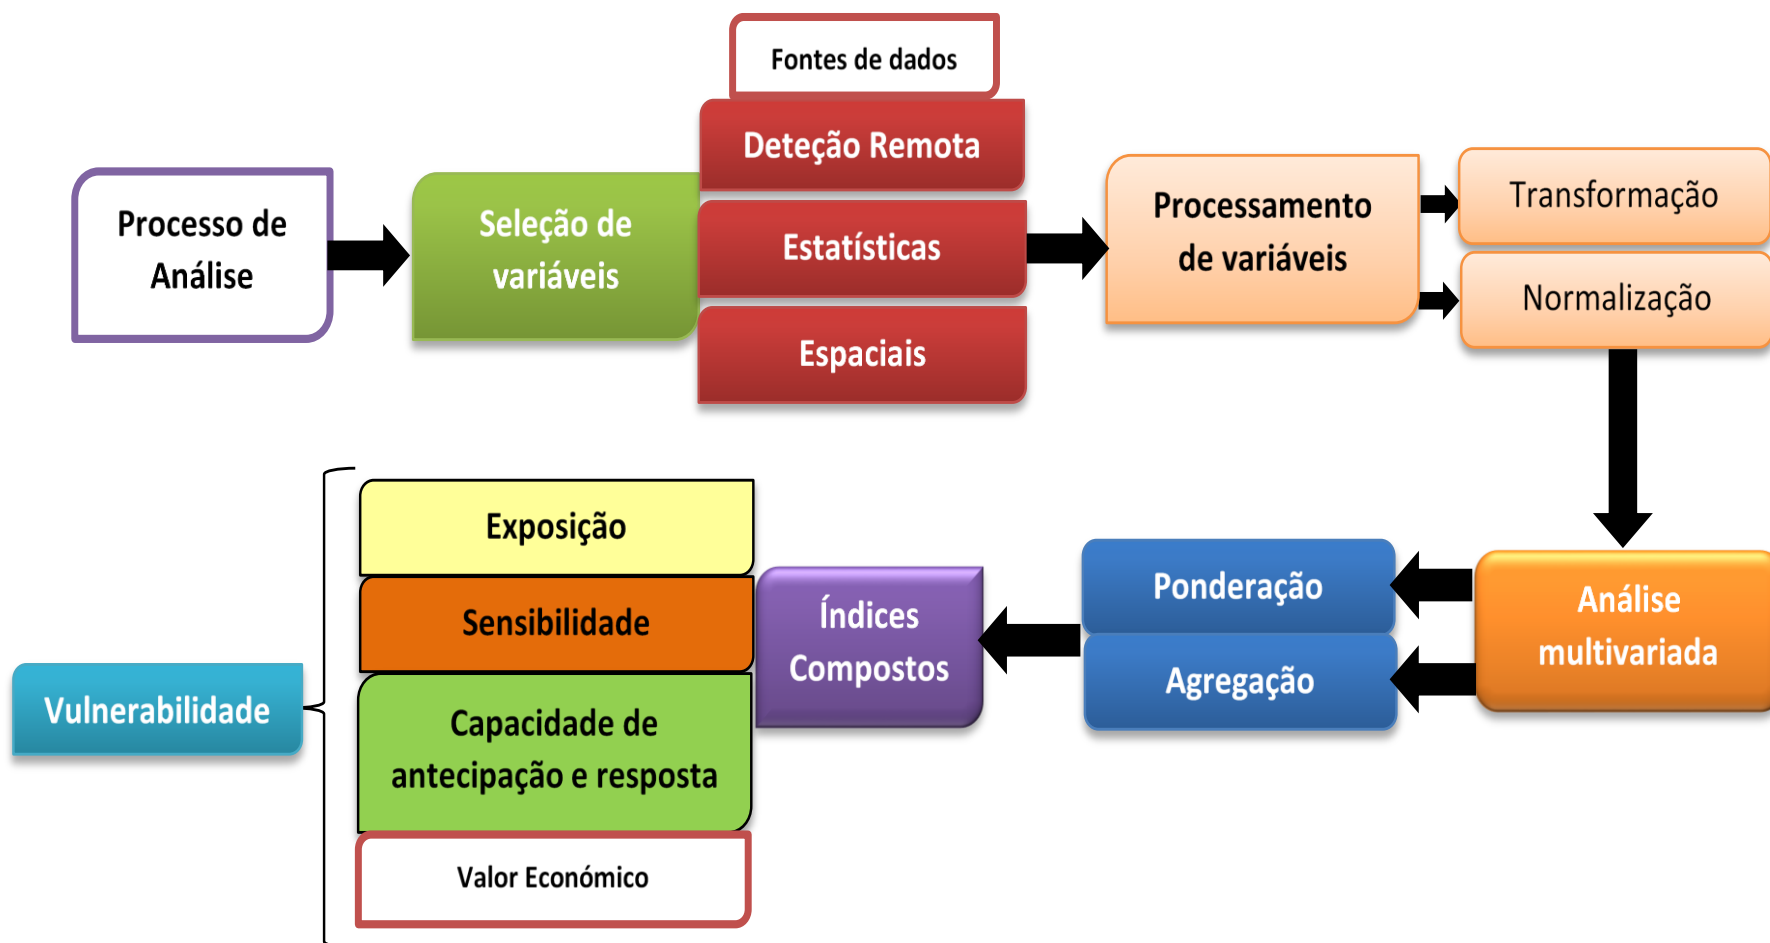 Fontes de dados
Deteção Remota
Processo de
Análise
Seleção de
variáveis
Estatísticas
Espaciais
Processamento
de variáveis
Transformação
Normalização
Análise
multivariada
Ponderação
Agregação
Índices
Compostos
Exposição
Sensibilidade
Capacidade de
antecipação e resposta
Valor Económico
Vulnerabilidade